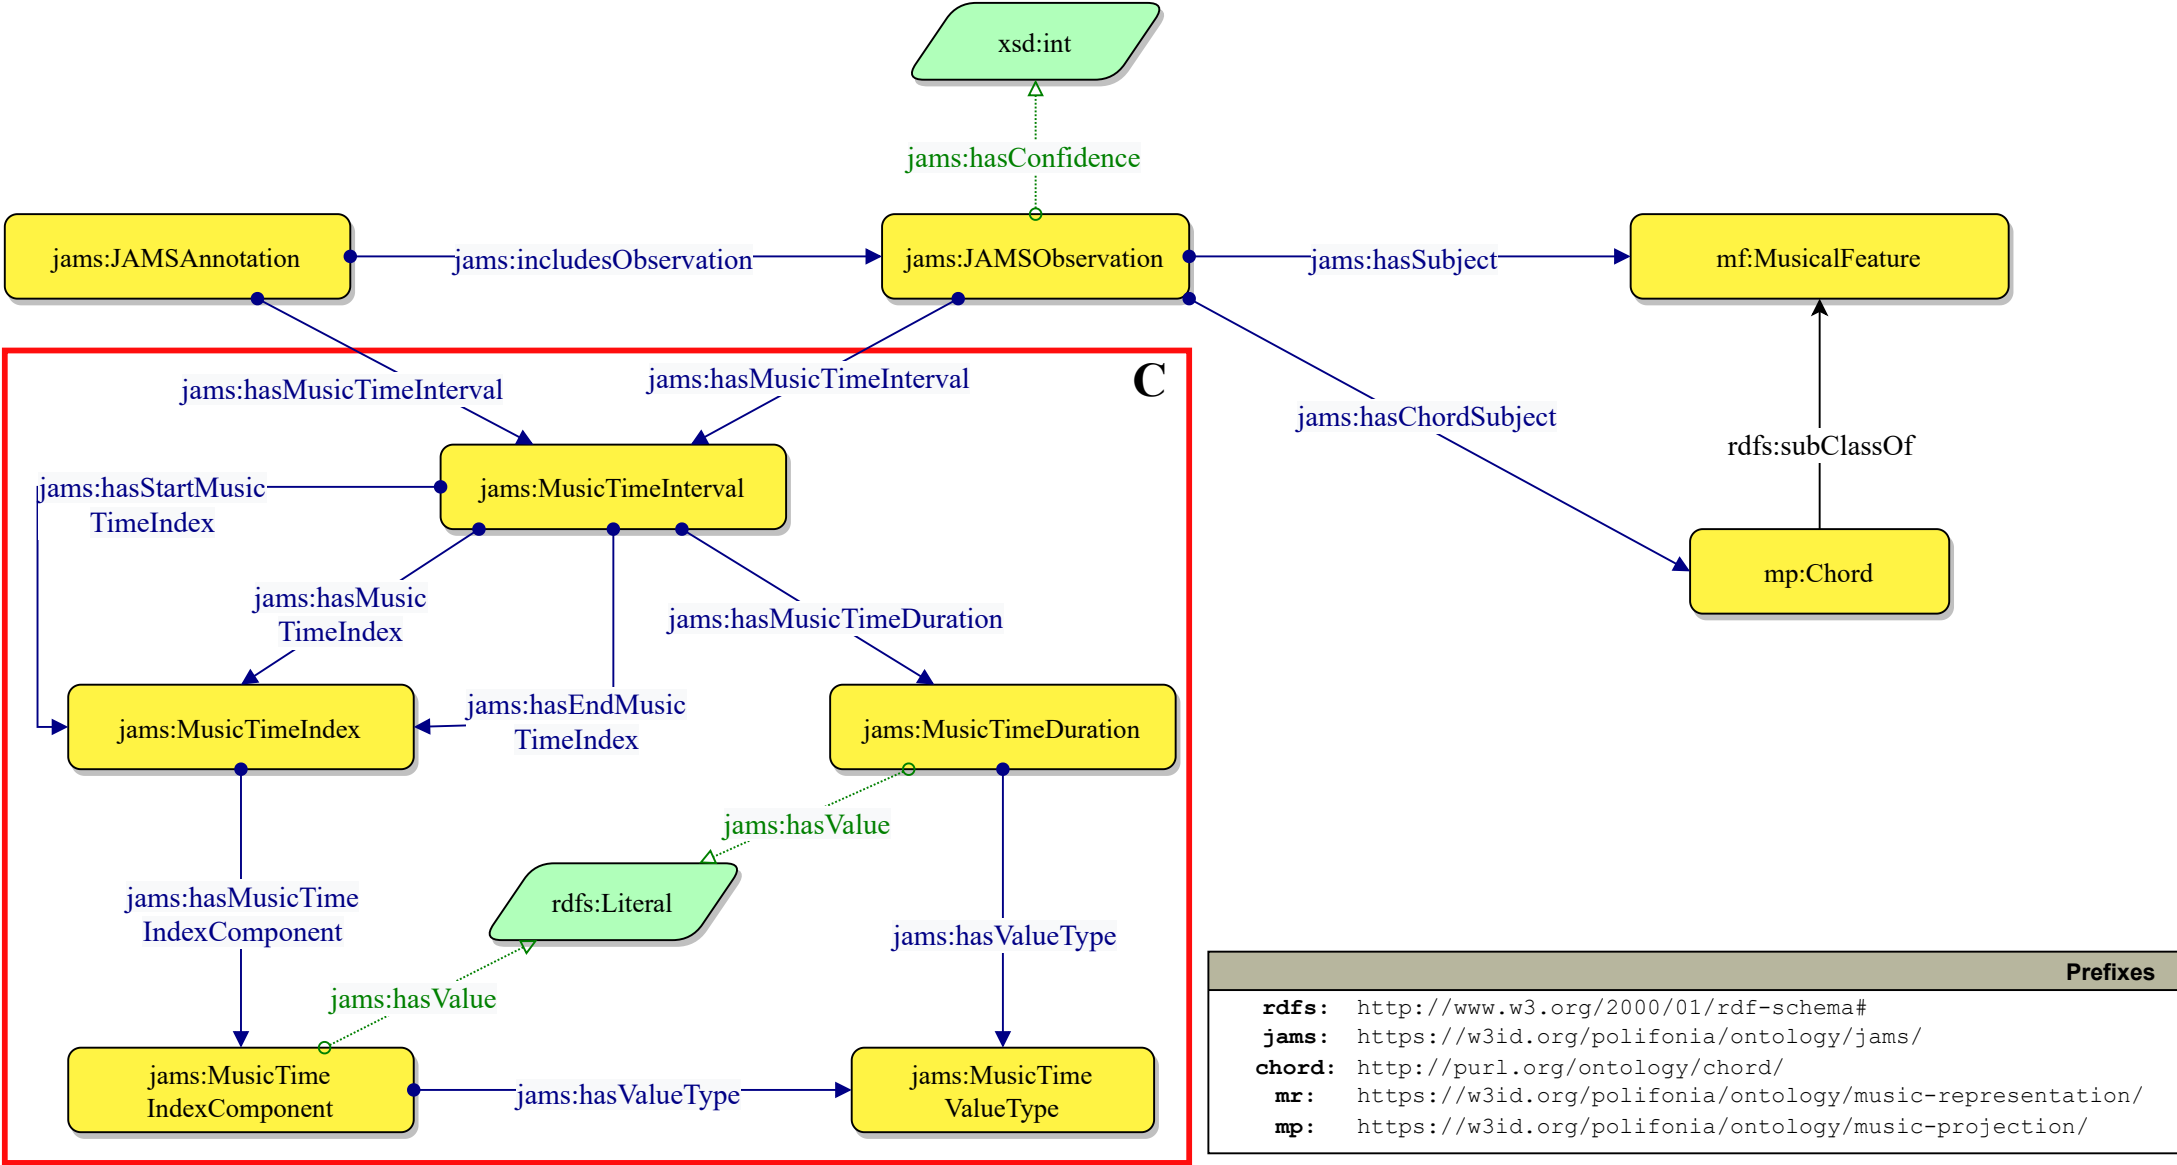 xsd:int
jams:hasConfidence
jams:JAMSAnnotation
jams:includesObservation
jams:JAMSObservation
jams:hasSubject
mf:MusicalFeature
jams:hasMusicTimeInterval
jams:hasMusicTimeInterval
C
jams:hasChordSubject
rdfs:subClassOf
jams:hasStartMusic
TimeIndex
jams:MusicTimeInterval
mp:Chord
jams:hasMusic
TimeIndex
jams:hasMusicTimeDuration
jams:hasEndMusic
TimeIndex
jams:MusicTimeIndex
jams:MusicTimeDuration
jams:hasValue
jams:hasMusicTime
IndexComponent
rdfs:Literal
jams:hasValueType
jams:hasValue
jams:MusicTime
IndexComponent
jams:hasValueType
jams:MusicTime
ValueType
Prefixes
rdfs: http://www.w3.org/2000/01/rdf-schema#
jams: https://w3id.org/polifonia/ontology/jams/
chord: http://purl.org/ontology/chord/
mr: https://w3id.org/polifonia/ontology/music-representation/
mp: https://w3id.org/polifonia/ontology/music-projection/